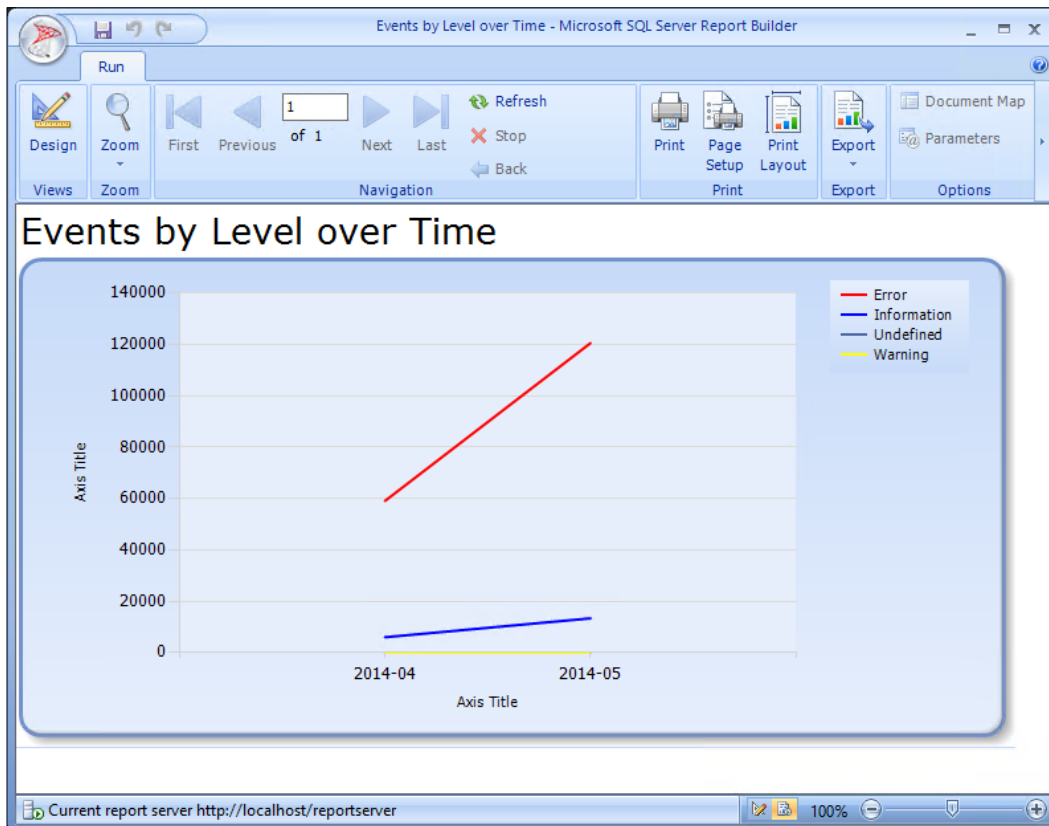 Events by Level over Time - Microsoft SQL Server Report Builder
Run
Design
Zoom
First
Previous
1
of 1
Next
Last
Refresh
Stop
Back
Print
Page Setup
Print Layout
Export
Document Map
Parameters
Views
Zoom
Navigation
Print
Export
Options
Events by Level over Time
140000
120000
100000
80000
60000
40000
20000
0
Axis Title
2014-04
2014-05
Axis Title
Error
Information
Undefined
Warning
Current report server http://localhost/reportserver
100%